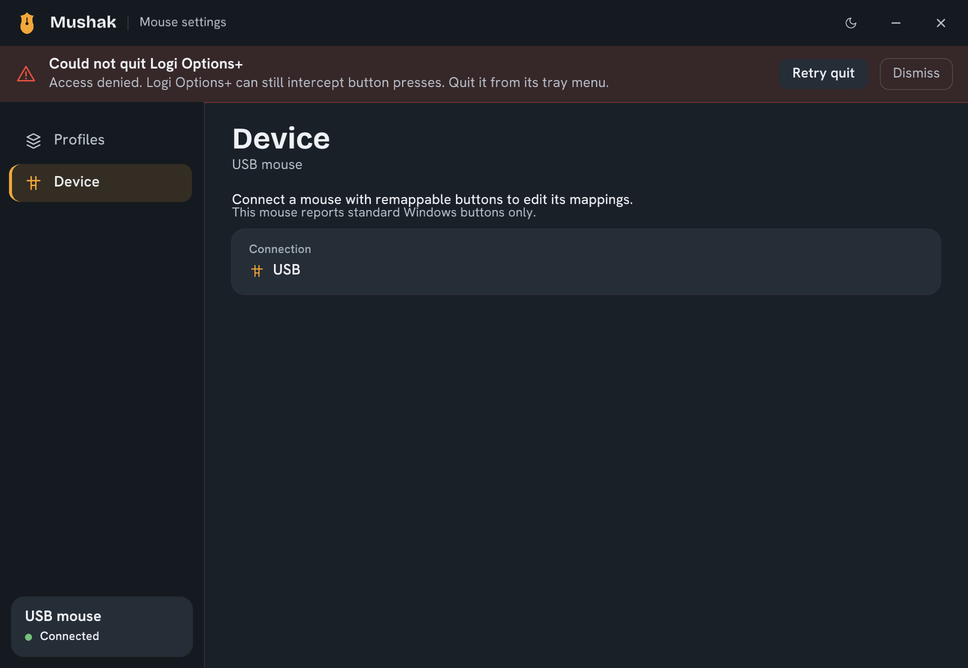 Mushak
Mouse settings
Could not quit Logi Options+
Access denied. Logi Options+ can still intercept button presses. Quit it from its tray menu.
Retry quit
Dismiss
Profiles
Device
Device
USB mouse
Connect a mouse with remappable buttons to edit its mappings.
This mouse reports standard Windows buttons only.
Connection
USB
USB mouse
Connected